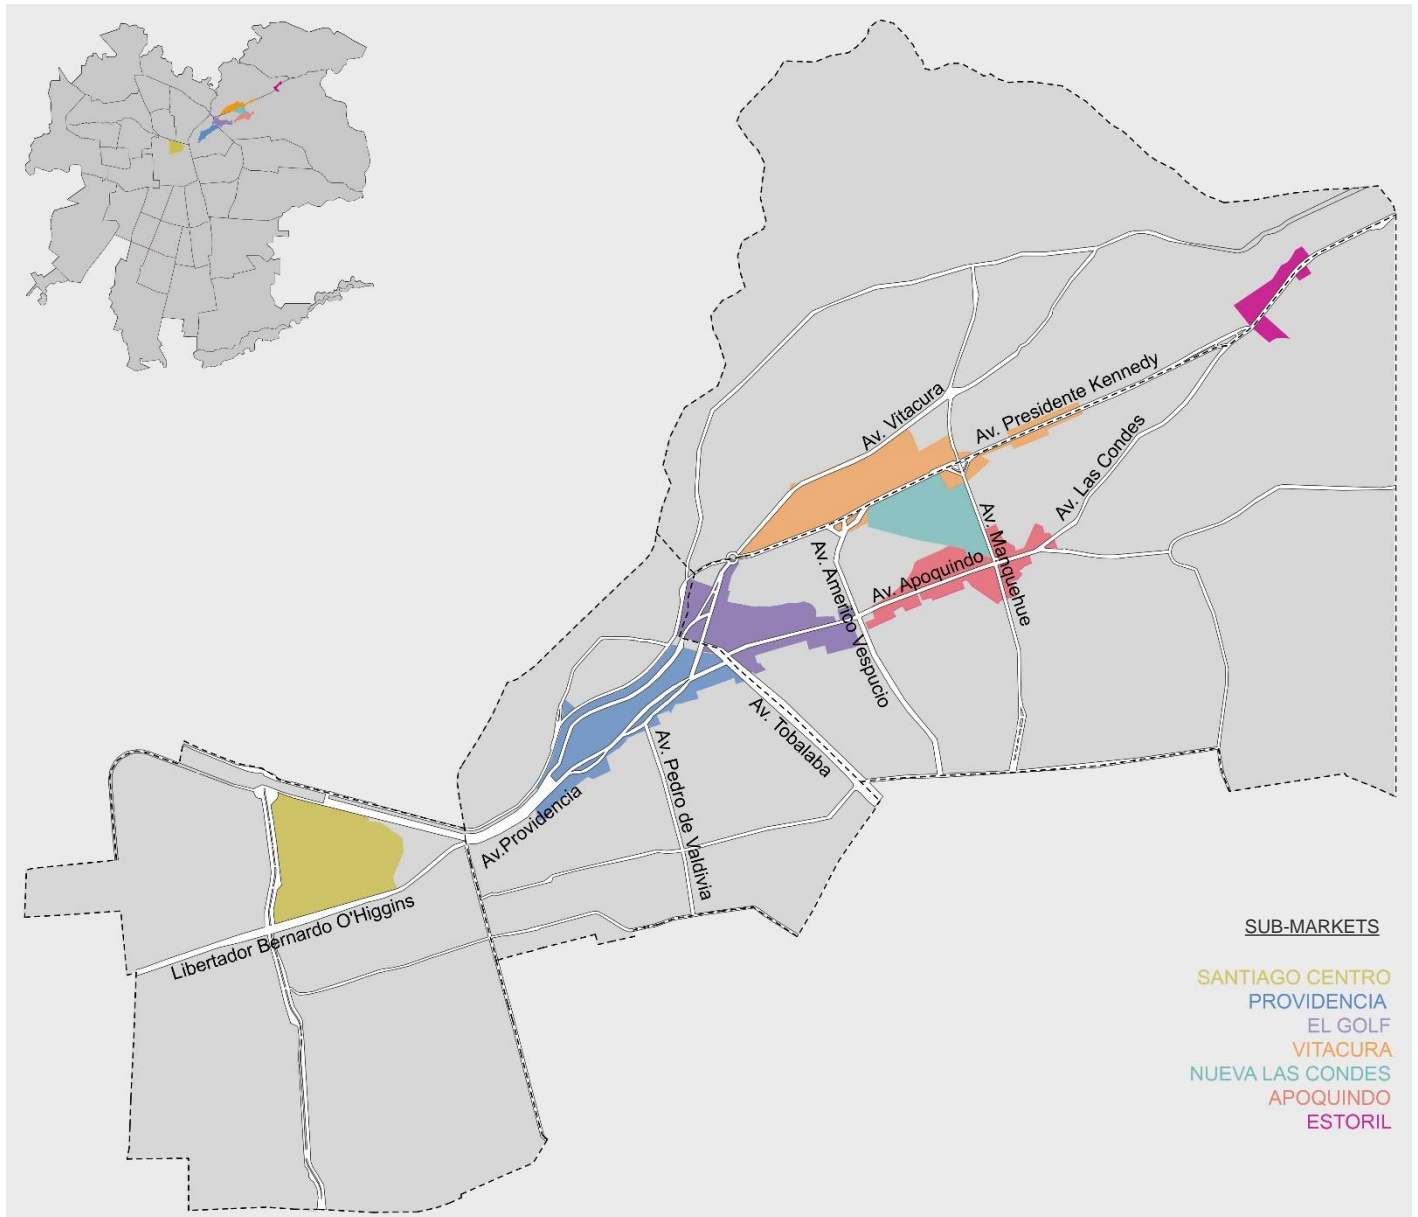 Av. Vitacura
Av. Presidente Kennedy
Av. Las Condes
Av. Manquehue
Av. Apoquindo
Av. Americo Vespucio
Av. Tobalaba
Av. Pedro de Valdivia
Av.Providencia
Libertador Bernardo O'Higgins
SUB-MARKETS
SANTIAGO CENTRO
PROVIDENCIA
EL GOLF
VITACURA
NUEVA LAS CONDES
APOQUINDO
ESTORIL